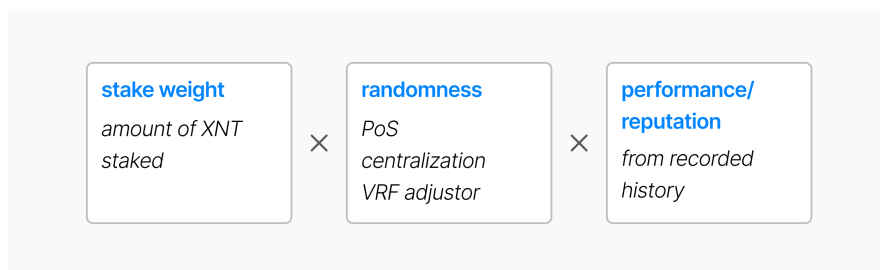 stake weight
amount of XNT
staked
×
randomness
PoS
centralization
VRF adjustor
×
performance/
reputation
from recorded
history